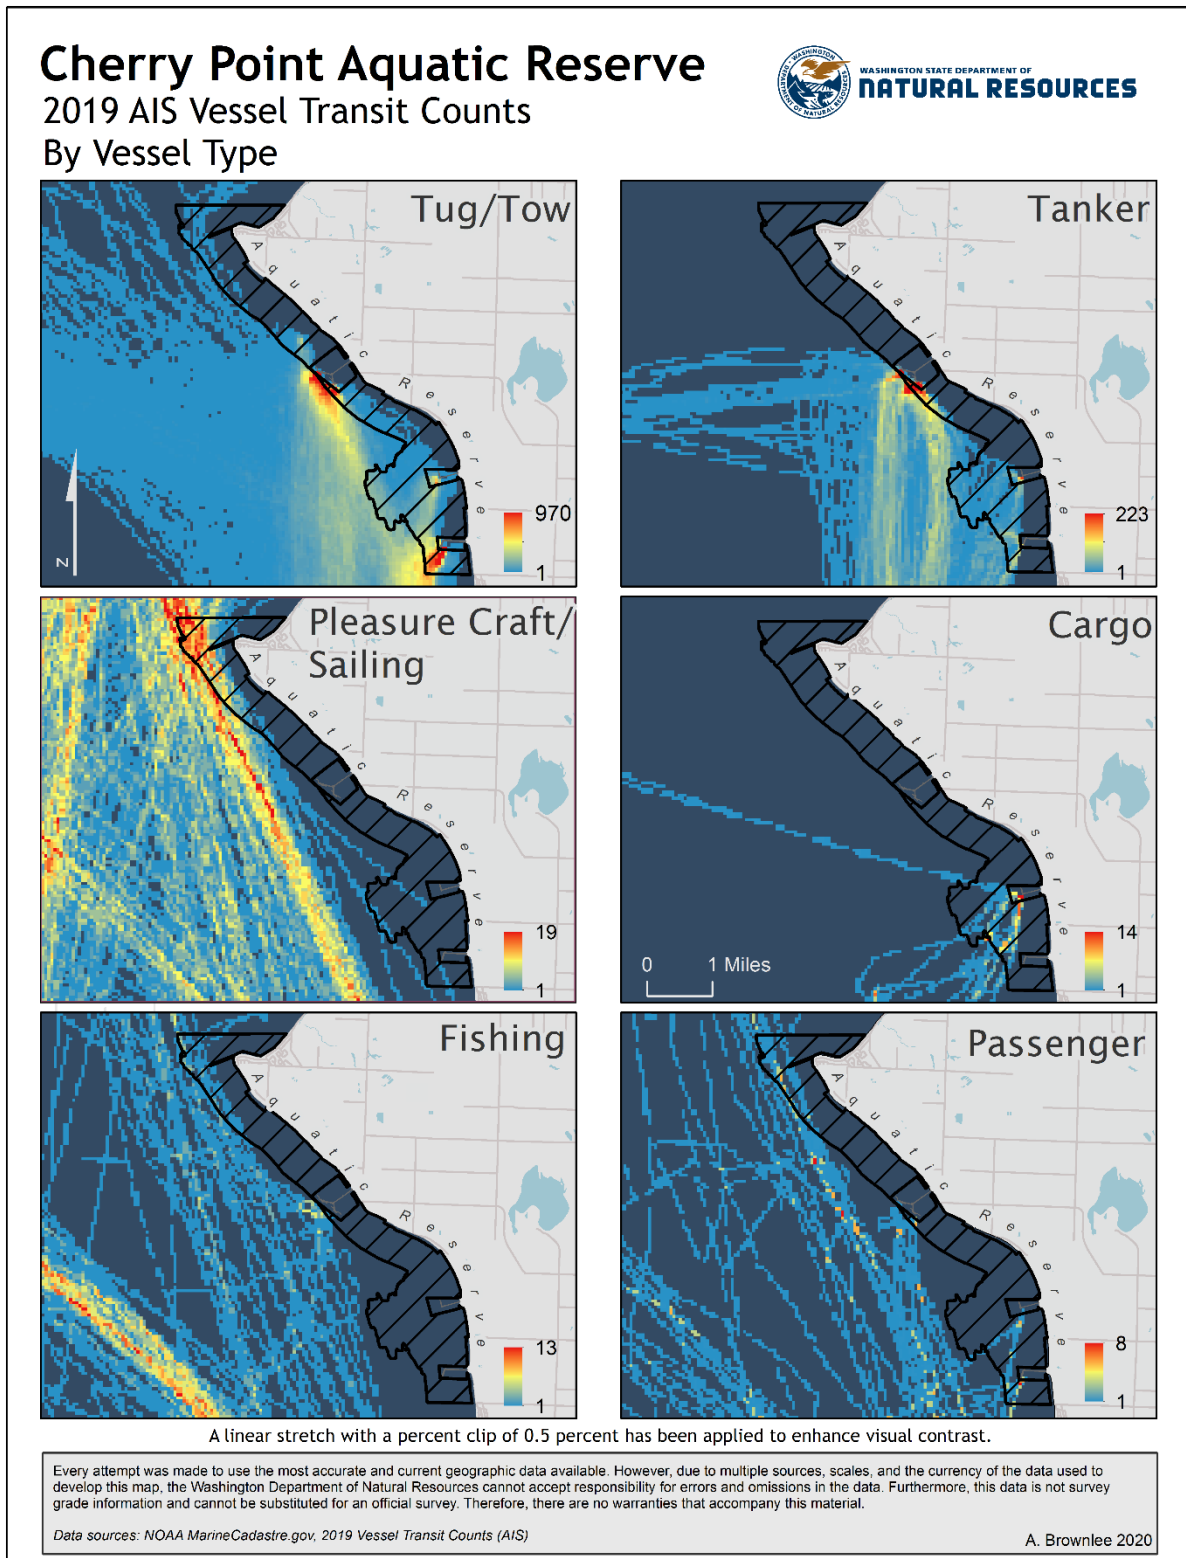 Cherry Point Aquatic Reserve
2019 AIS Vessel Transit Counts
By Vessel Type
WASHINGTON STATE DEPARTMENT OF
NATURAL RESOURCES
WASHINGTON
DEPARTMENT OF NATURAL RESOURCES
Tug/Tow
Aquatic Reserve
970
1
N
Tanker
Aquatic Reserve
223
1
Pleasure Craft/
Sailing
Aquatic Reserve
19
1
Cargo
Aquatic Reserve
0 1 Miles
14
1
Fishing
Aquatic Reserve
13
1
Passenger
Aquatic Reserve
8
1
A linear stretch with a percent clip of 0.5 percent has been applied to enhance visual contrast.
Every attempt was made to use the most accurate and current geographic data available. However, due to multiple sources, scales, and the currency of the data used to
develop this map, the Washington Department of Natural Resources cannot accept responsibility for errors and omissions in the data. Furthermore, this data is not survey
grade information and cannot be substituted for an official survey. Therefore, there are no warranties that accompany this material.
Data sources: NOAA MarineCadastre.gov, 2019 Vessel Transit Counts (AIS)
A. Brownlee 2020